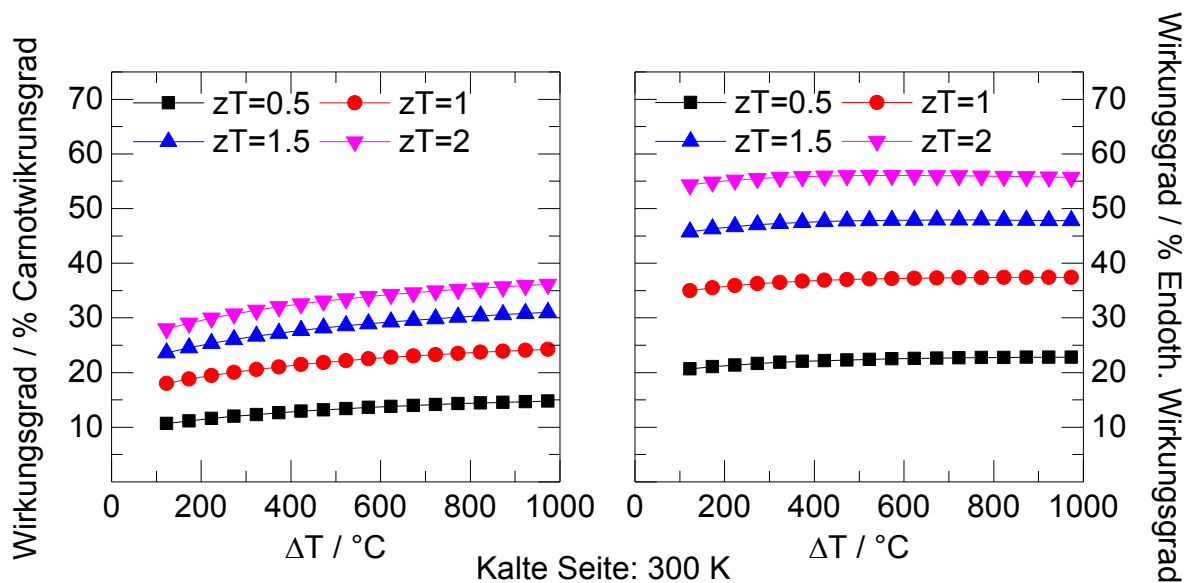 Wirkungsgrad / % Carnotwikrunsgrad
70
60
50
40
30
20
10
zT=0.5 zT=1
zT=1.5 zT=2
0 200 400 600 800 1000
ΔT / °C
zT=0.5 zT=1
zT=1.5 zT=2
70
60
50
40
30
20
10
0 200 400 600 800 1000
ΔT / °C
Wirkungsgrad / % Endoth. Wirkungsgrad
Kalte Seite: 300 K